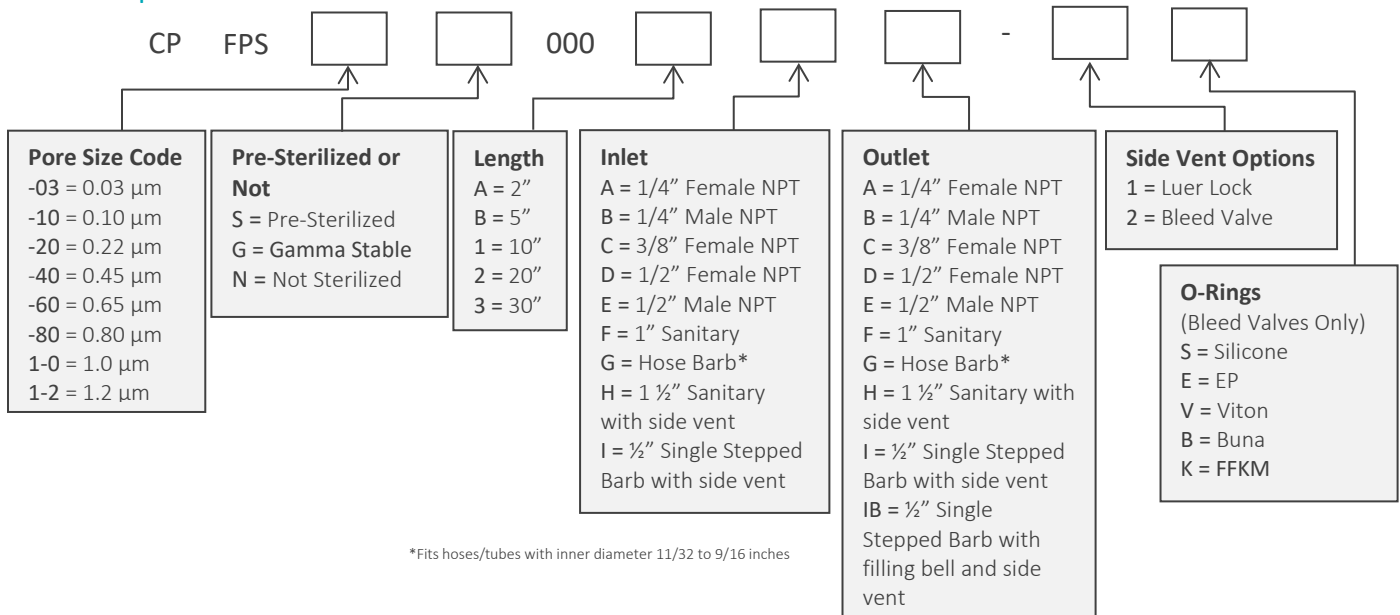 CP FPS 000 -
Pore Size Code
-03 = 0.03 µm
-10 = 0.10 µm
-20 = 0.22 µm
-40 = 0.45 µm
-60 = 0.65 µm
-80 = 0.80 µm
1-0 = 1.0 µm
1-2 = 1.2 µm
Pre-Sterilized or
Not
S = Pre-Sterilized
G = Gamma Stable
N = Not Sterilized
Length
A = 2”
B = 5”
1 = 10”
2 = 20”
3 = 30”
Inlet
A = 1/4” Female NPT
B = 1/4” Male NPT
C = 3/8” Female NPT
D = 1/2” Female NPT
E = 1/2” Male NPT
F = 1” Sanitary
G = Hose Barb*
H = 1 ½” Sanitary
with side vent
I = ½” Single Stepped
Barb with side vent
Outlet
A = 1/4” Female NPT
B = 1/4” Male NPT
C = 3/8” Female NPT
D = 1/2” Female NPT
E = 1/2” Male NPT
F = 1” Sanitary
G = Hose Barb*
H = 1 ½” Sanitary with
side vent
I = ½” Single Stepped
Barb with side vent
IB = ½” Single
Stepped Barb with
filling bell and side
vent
Side Vent Options
1 = Luer Lock
2 = Bleed Valve
O-Rings
(Bleed Valves Only)
S = Silicone
E = EP
V = Viton
B = Buna
K = FFKM
*Fits hoses/tubes with inner diameter 11/32 to 9/16 inches